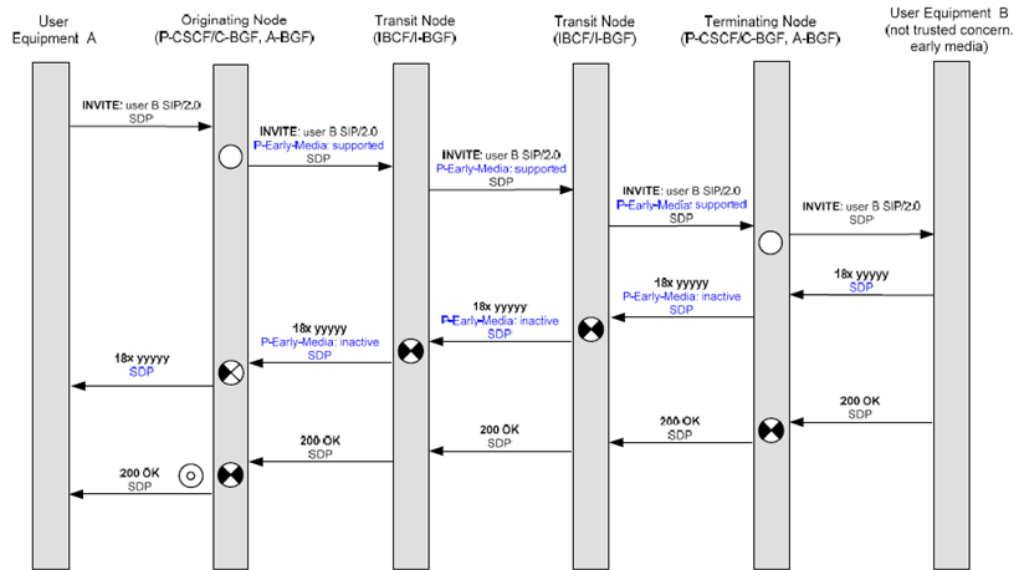 User
Equipment A
Originating Node
(P-CSCF/C-BGF, A-BGF)
Transit Node
(IBCF/I-BGF)
Transit Node
(IBCF/I-BGF)
Terminating Node
(P-CSCF/C-BGF, A-BGF)
User Equipment B
(not trusted concern.
early media)
INVITE: user B SIP/2.0
SDP
INVITE: user B SIP/2.0
P-Early-Media: supported
SDP
INVITE: user B SIP/2.0
P-Early-Media: supported
SDP
INVITE: user B SIP/2.0
P-Early-Media: supported
SDP
INVITE: user B SIP/2.0
SDP
18x yyyyy
SDP
18x yyyyy
P-Early-Media: inactive
SDP
18x yyyyy
P-Early-Media: inactive
SDP
18x yyyyy
P-Early-Media: inactive
SDP
18x yyyyy
SDP
200 OK
SDP
200 OK
SDP
200 OK
SDP
200 OK
SDP
200 OK
SDP